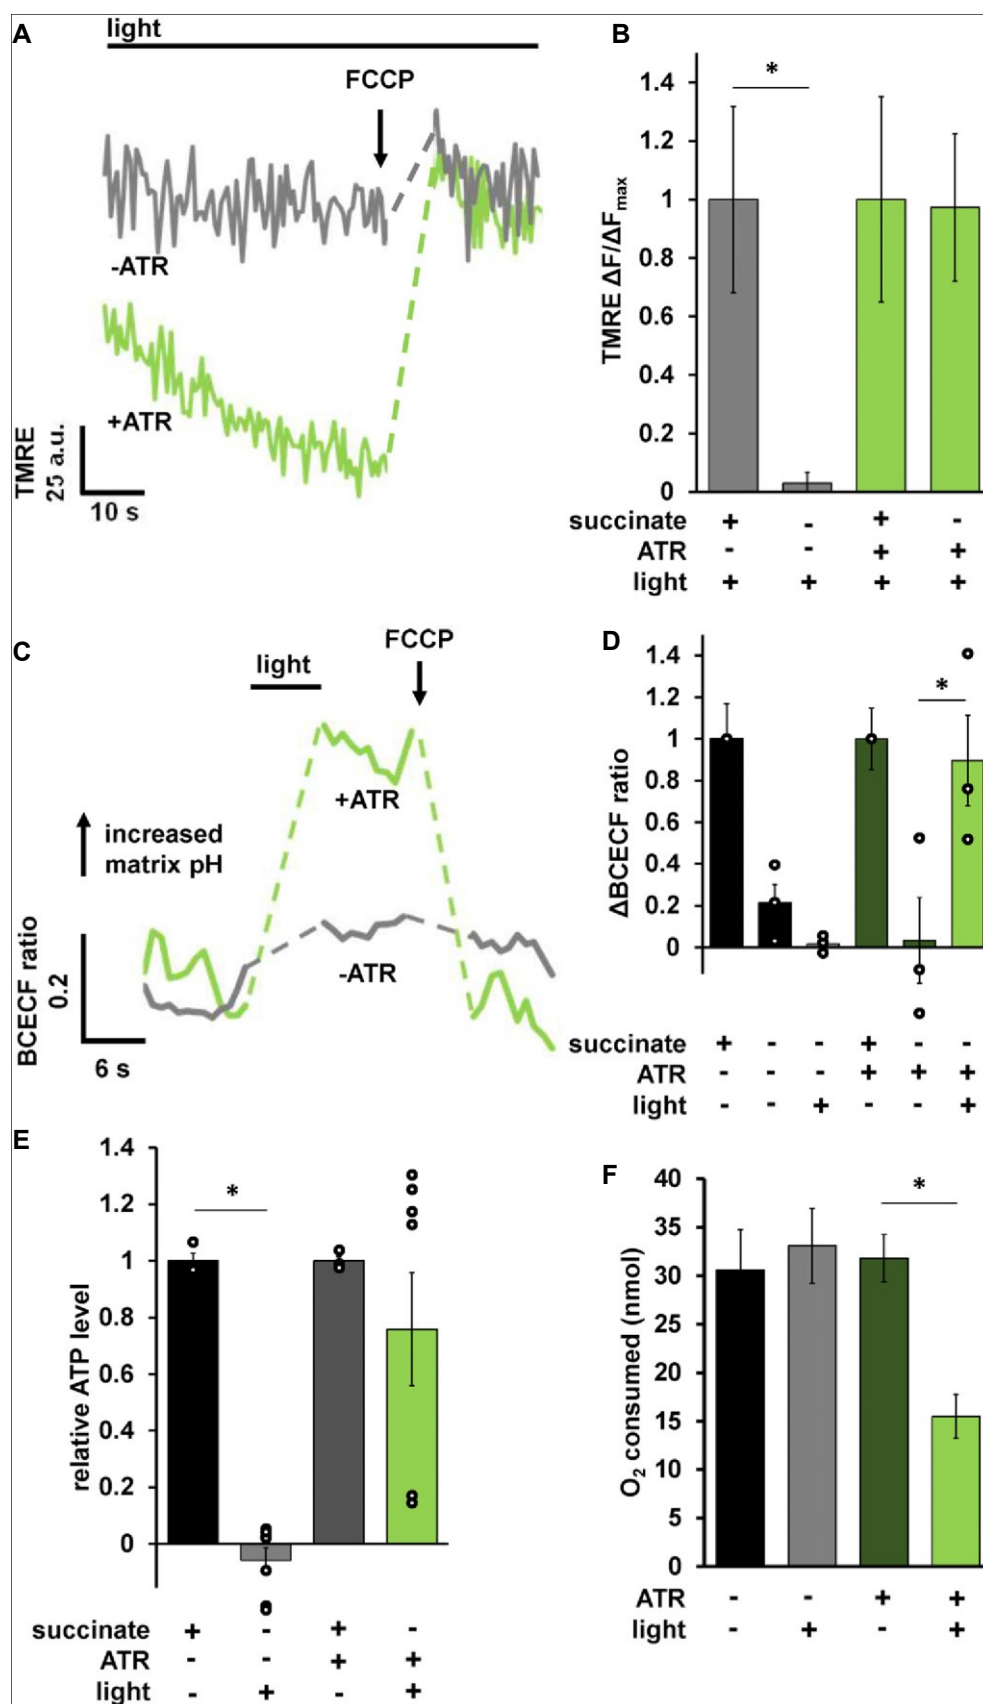 A
light
FCCP
-ATR
+ATR
TMRE
25 a.u.
10 s
B
*
TMRE ΔF/ΔFmax
1.4
1.2
1
0.8
0.6
0.4
0.2
0
succinate + - + -
ATR - - + +
light + + + +
C
light
FCCP
+ATR
increased
matrix pH
-ATR
BCECF ratio
0.2
6 s
D
*
ΔBCECF ratio
1.4
1.2
1
0.8
0.6
0.4
0.2
0
succinate + - - + - -
ATR - - - + + +
light - - + - - +
E
*
relative ATP level
1.4
1.2
1
0.8
0.6
0.4
0.2
0
succinate + - + -
ATR - - + +
light - + - +
F
*
O2 consumed (nmol)
40
35
30
25
20
15
10
5
0
ATR - - + +
light - + - +